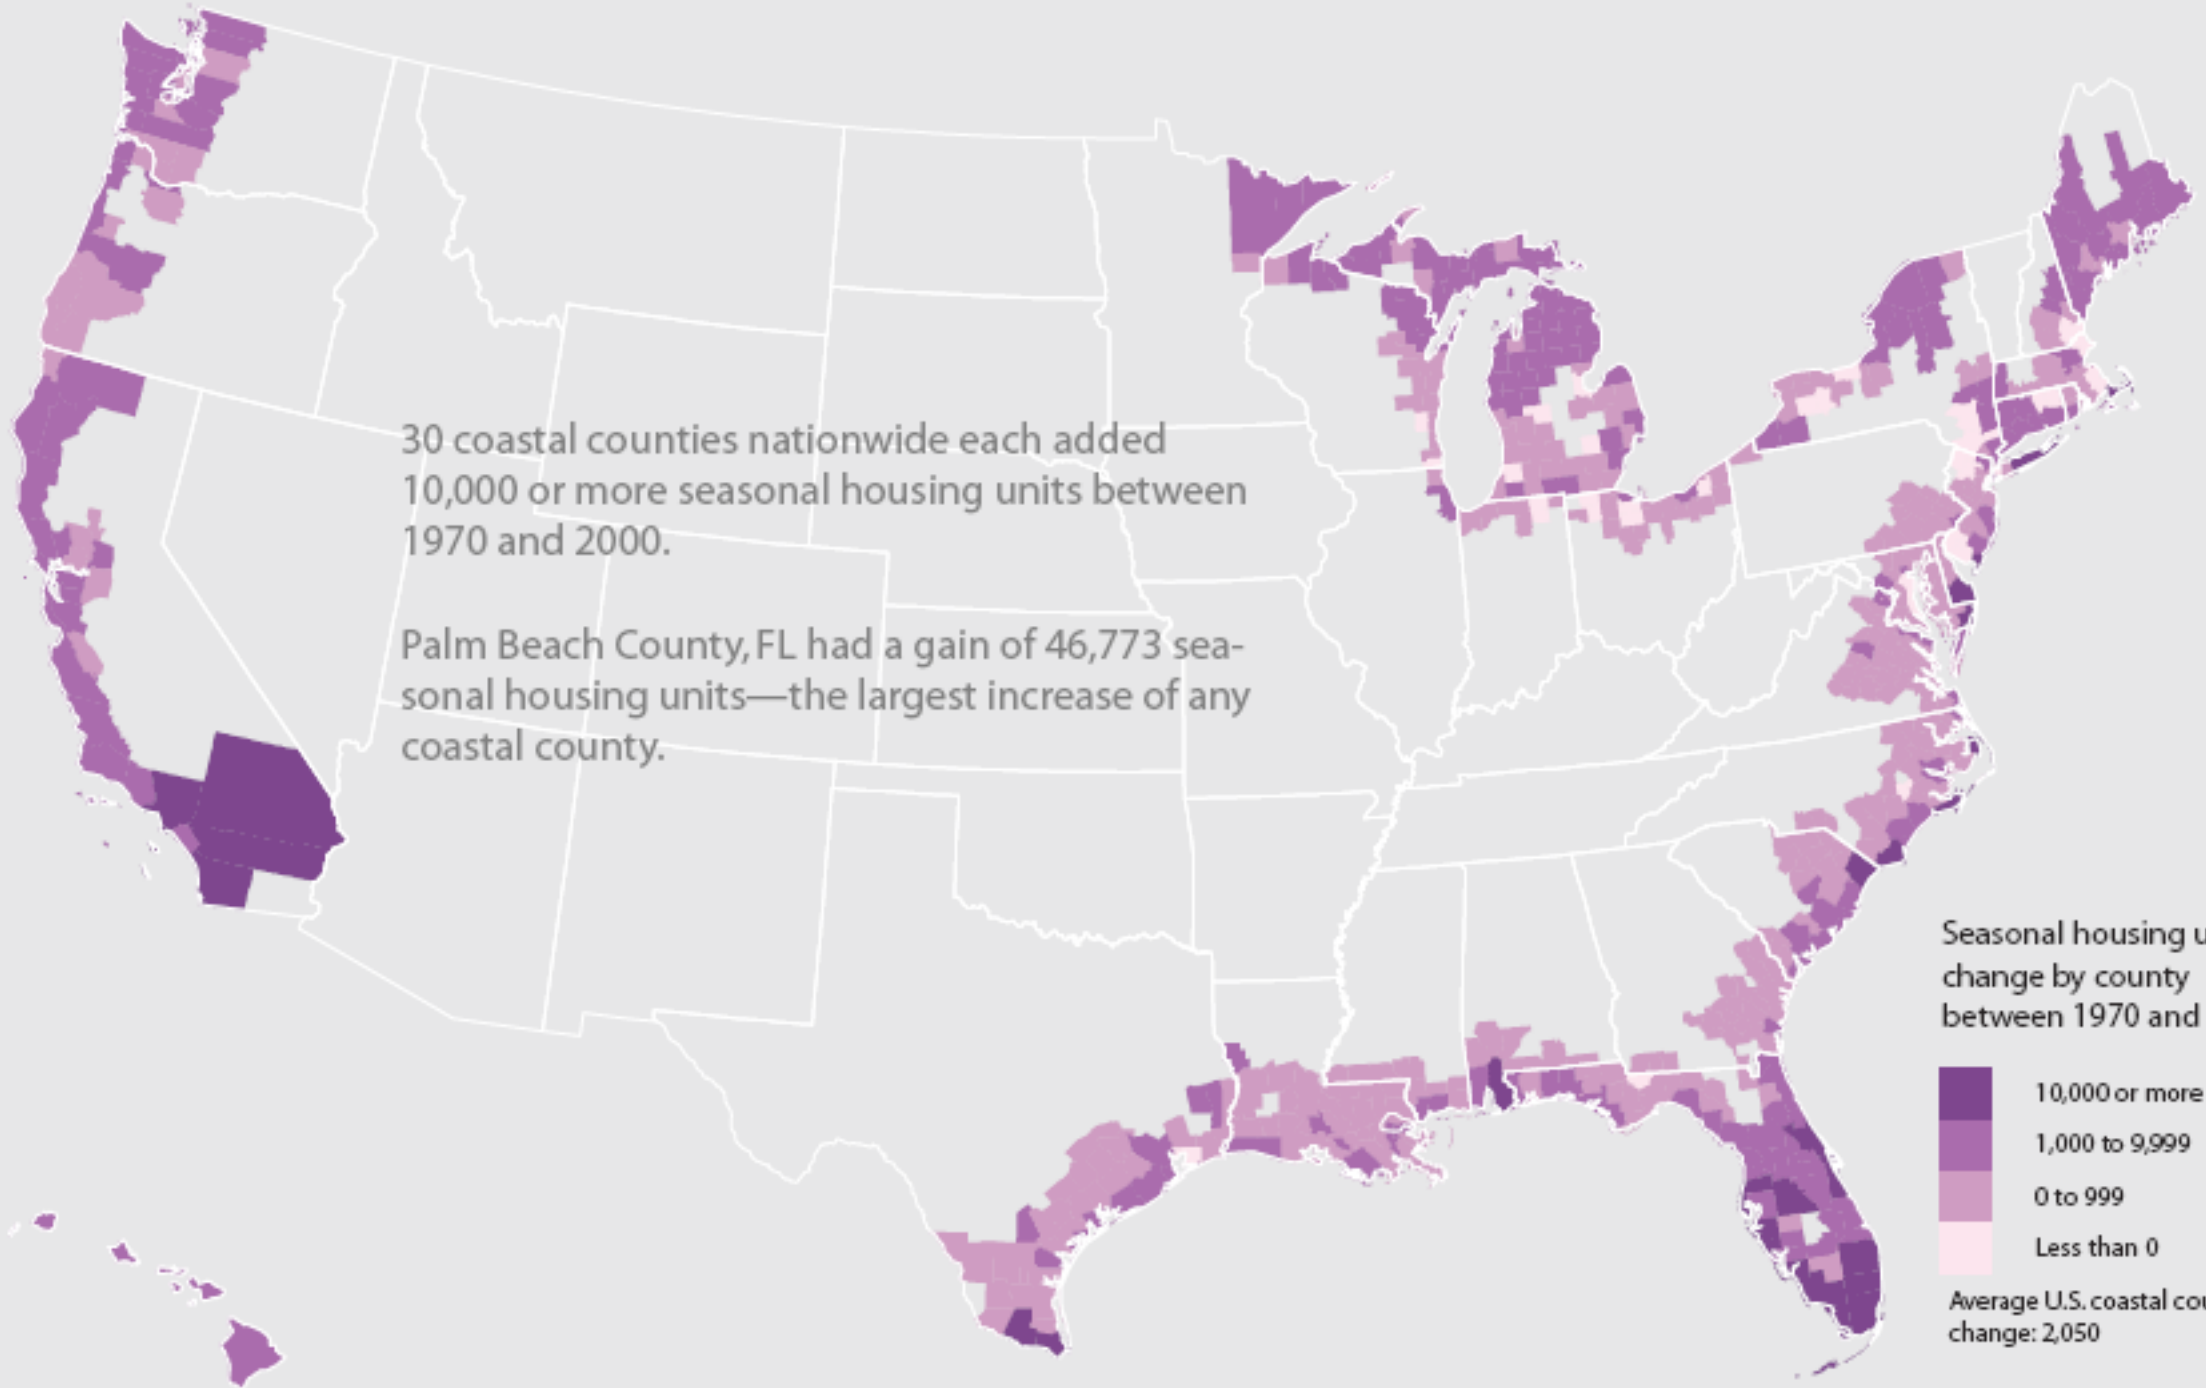 30 coastal counties nationwide each added
10,000 or more seasonal housing units between
1970 and 2000.
Palm Beach County, FL had a gain of 46,773 sea-
sonal housing units—the largest increase of any
coastal county.
Seasonal housing
change by county
between 1970 and
10,000 or more
1,000 to 9,999
0 to 999
Less than 0
Average U.S. coastal
change: 2,050